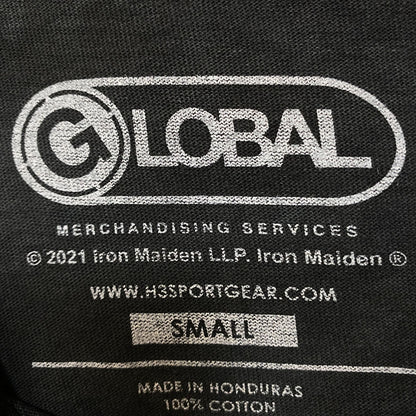 GLOBAL
MERCHANDISING SERVICES
© 2021 Iron Maiden LLP. Iron Maiden ®
WWW.H3SPORTGEAR.COM
SMALL
MADE IN HONDURAS
100% COTTON